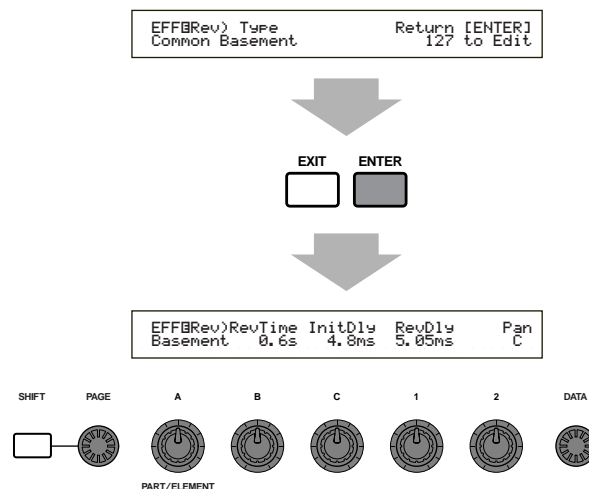 EFF⊡Rev) Type Return [ENTER]
Common Basement 127 to Edit
EXIT ENTER
EFF⊡Rev)RevTime InitDly RevDly Pan
Basement 0.6s 4.8ms 5.05ms C
SHIFT PAGE A B C 1 2 DATA
PART/ELEMENT